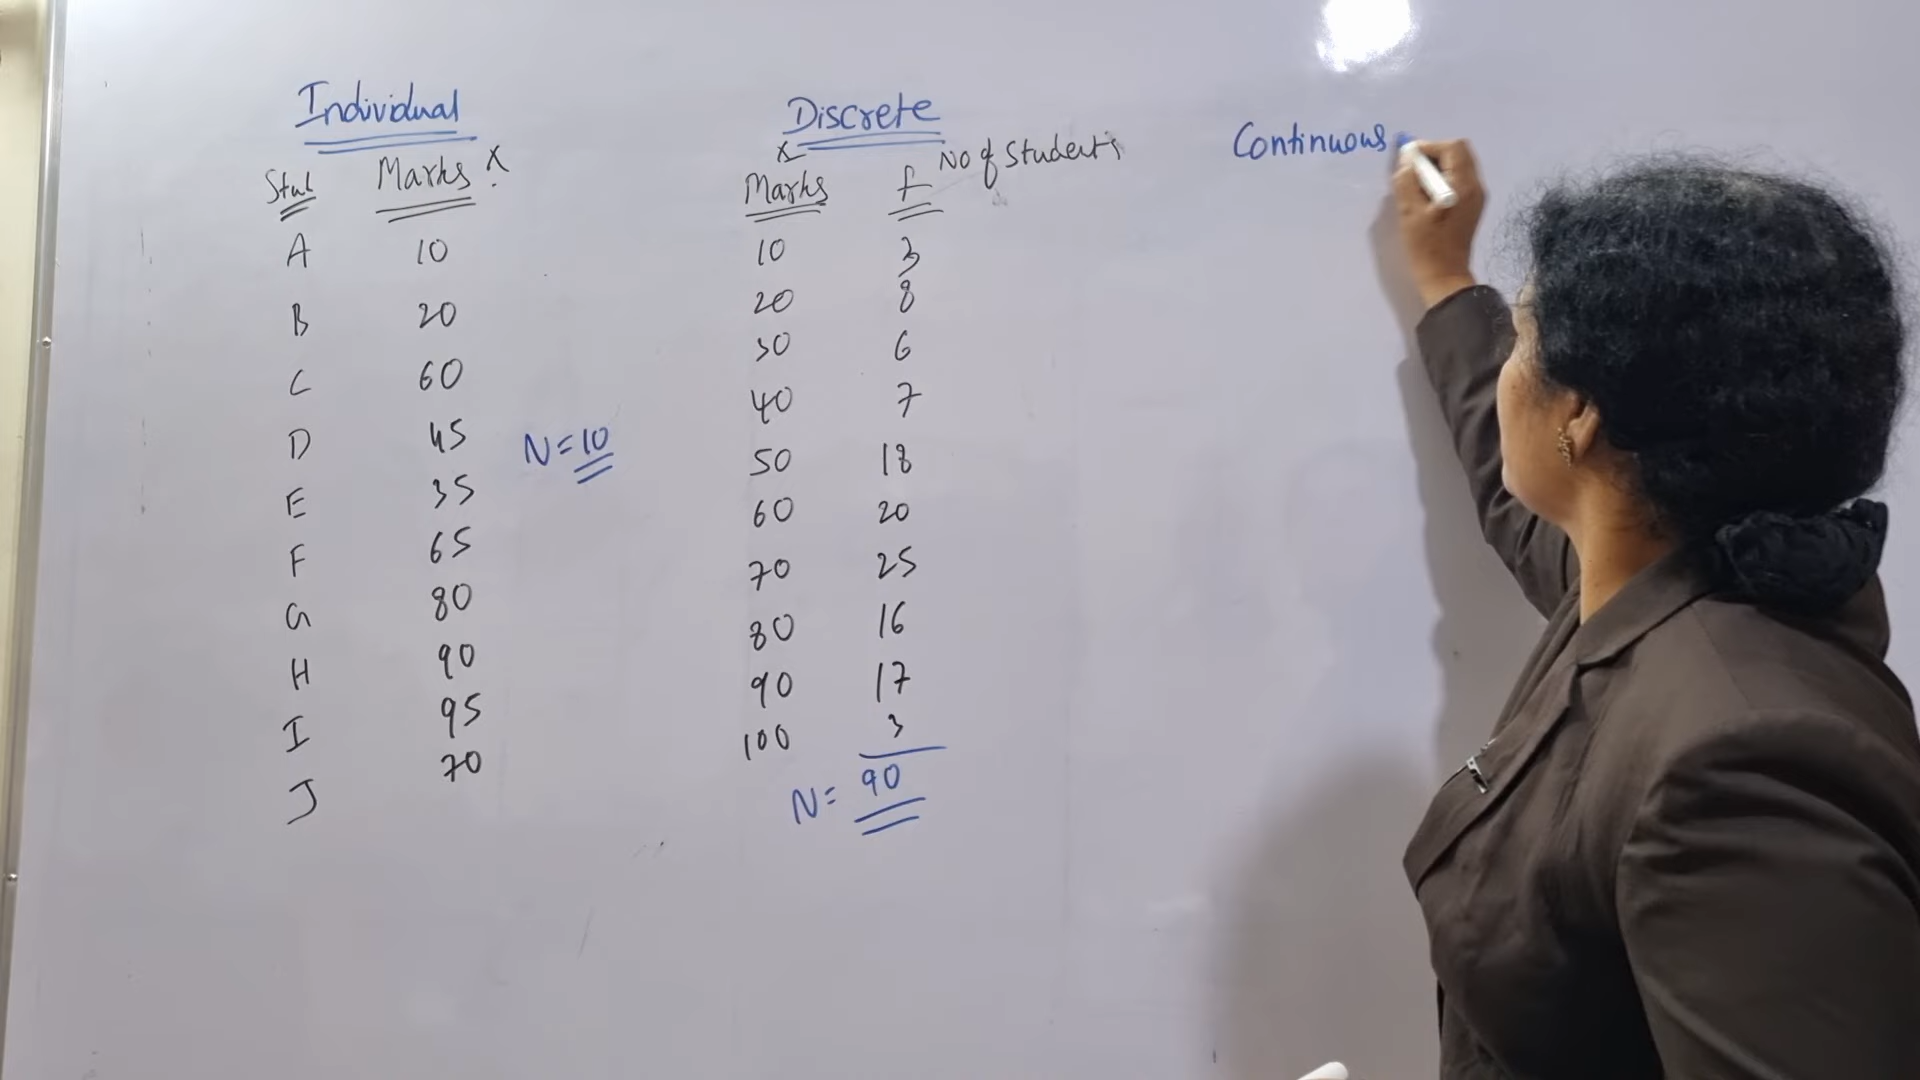 Individual
Stul Marks X
A 10
B 20
C 60
D 45
E 35
F 65
G 80
H 90
I 95
J 70
N = 10
Discrete
X No of Students
Marks f
10 3
20 8
30 6
40 7
50 18
60 20
70 25
80 16
90 17
100 3
N = 90
Continuous